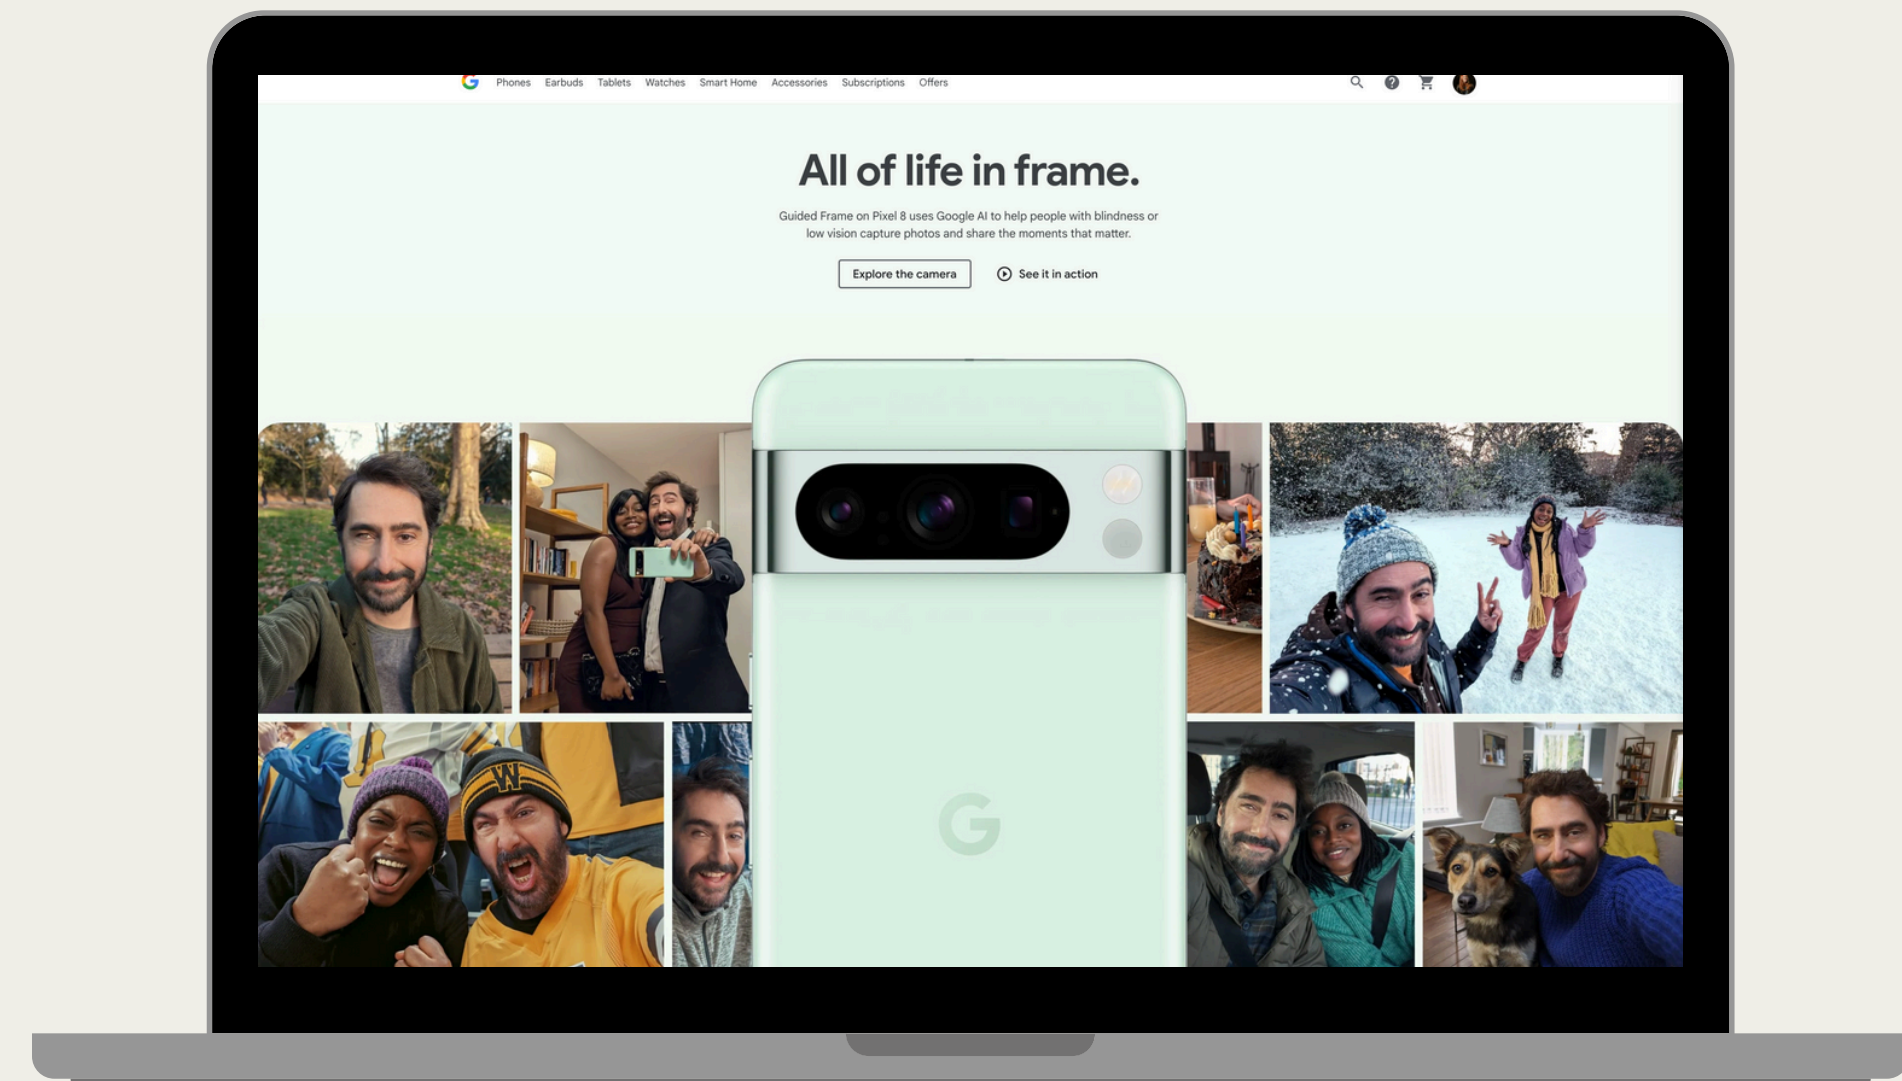 Phones Earbuds Tablets Watches Smart Home Accessories Subscriptions Offers
All of life in frame.
Guided Frame on Pixel 8 uses Google AI to help people with blindness or
low vision capture photos and share the moments that matter.
Explore the camera See it in action
W
G